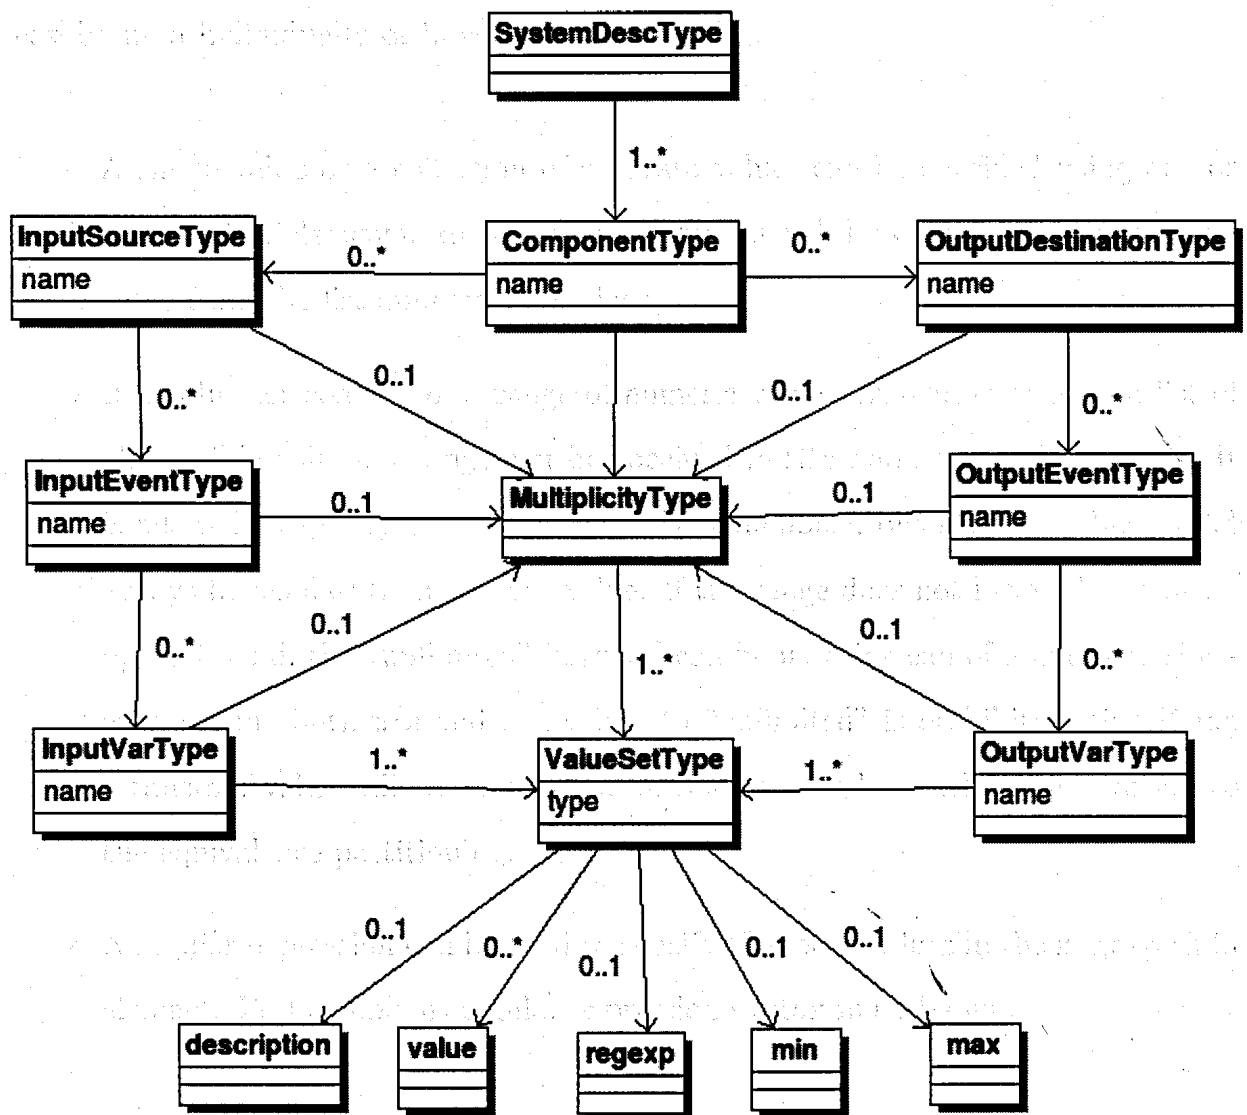 SystemDescType
1..*
InputSourceType
name
0..*
ComponentType
name
0..*
OutputDestinationType
name
0..*
0..1
0..1
0..*
InputEventType
name
0..1
MultiplicityType
0..1
OutputEventType
name
0..*
0..1
1..*
0..1
0..*
InputVarType
name
1..*
ValueSetType
type
1..*
OutputVarType
name
0..1
0..*
0..1
0..1
0..1
description
value
regexp
min
max